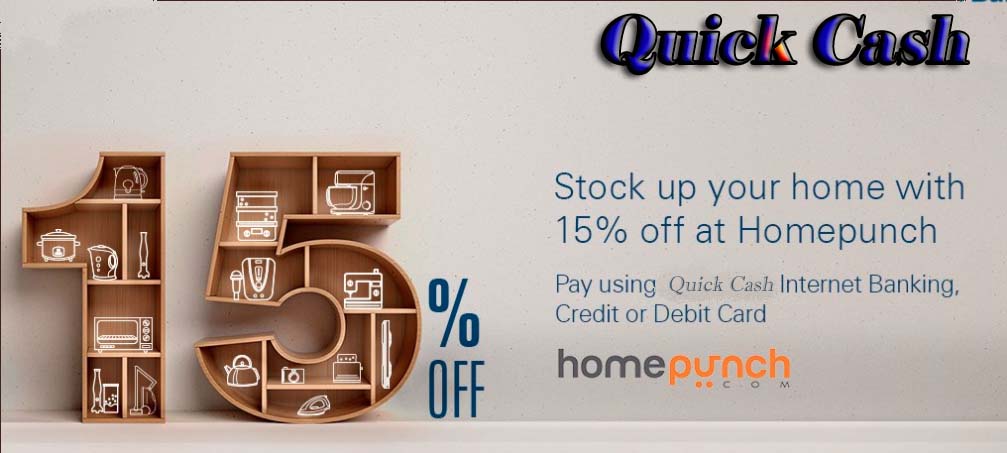 Quick Cash
15
%
OFF
Stock up your home with
15% off at Homepunch
Pay using Quick Cash Internet Banking,
Credit or Debit Card
homepunch
.COM